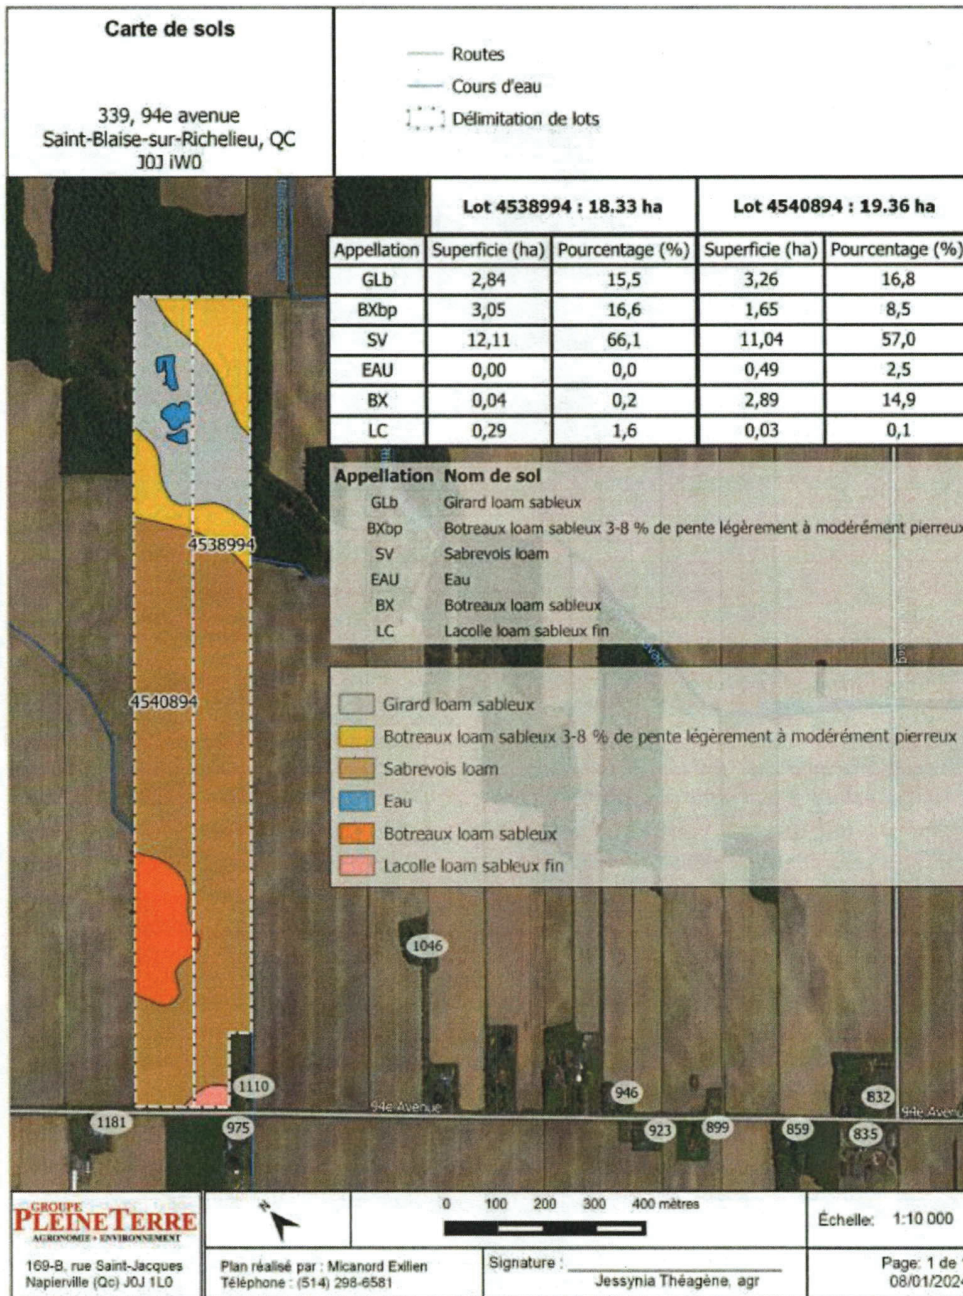 Carte de sols
339, 94e avenue
Saint-Blaise-sur-Richelieu, QC
J0J iW0
Routes
Cours d'eau
Délimitation de lots
Lot 4538994 : 18.33 ha Lot 4540894 : 19.36 ha
Appellation Superficie (ha) Pourcentage (%) Superficie (ha) Pourcentage (%)
GLb 2,84 15,5 3,26 16,8
BXbp 3,05 16,6 1,65 8,5
SV 12,11 66,1 11,04 57,0
EAU 0,00 0,0 0,49 2,5
BX 0,04 0,2 2,89 14,9
LC 0,29 1,6 0,03 0,1
Appellation Nom de sol
GLb Girard loam sableux
BXbp Botreaux loam sableux 3-8 % de pente légèrement à modérément pierreux
SV Sabrevois loam
EAU Eau
BX Botreaux loam sableux
LC Lacolle loam sableux fin
4538994
4540894
Girard loam sableux
Botreaux loam sableux 3-8 % de pente légèrement à modérément pierreux
Sabrevois loam
Eau
Botreaux loam sableux
Lacolle loam sableux fin
1046
1110
946
832
94e Avenue
94e Avenu
1181
975
923
899
859
835
GROUPE
PLEINETERRE
AGRONOMIE • ENVIRONNEMENT
169-B, rue Saint-Jacques
Napierville (Qc) J0J 1L0
N
Plan réalisé par : Micanord Exilien
Téléphone : (514) 298-6581
0 100 200 300 400 mètres
Signature :
Jessynia Théagène, agr
Échelle: 1:10 000
Page: 1 de
08/01/2024